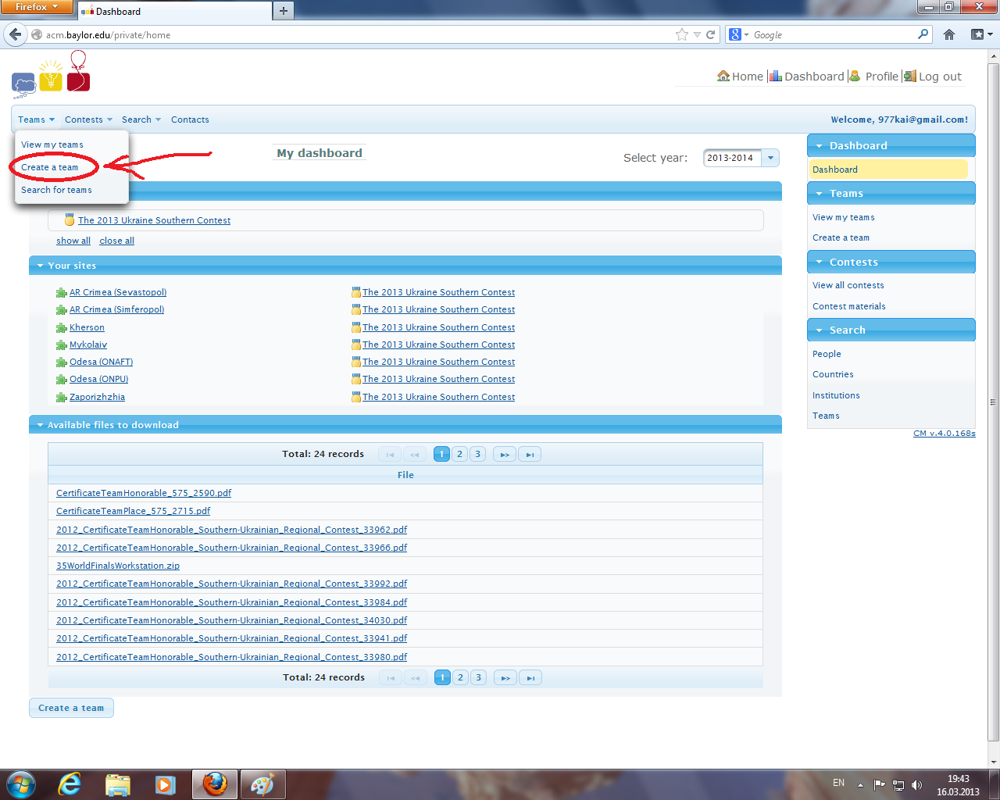 Firefox
Dashboard
acm.baylor.edu/private/home
Google
Home Dashboard Profile Log out
Teams Contests Search Contacts
Welcome, 977kai@gmail.com!
View my teams
Create a team
Search for teams
My dashboard
Select year: 2013-2014
The 2013 Ukraine Southern Contest
show all close all
Your sites
AR Crimea (Sevastopol) The 2013 Ukraine Southern Contest
AR Crimea (Simferopol) The 2013 Ukraine Southern Contest
Kherson The 2013 Ukraine Southern Contest
Mykolaiv The 2013 Ukraine Southern Contest
Odesa (ONAFT) The 2013 Ukraine Southern Contest
Odesa (ONPU) The 2013 Ukraine Southern Contest
Zaporizhzhia The 2013 Ukraine Southern Contest
Available files to download
Total: 24 records 1 2 3
File
CertificateTeamHonorable_575_2590.pdf
CertificateTeamPlace_575_2715.pdf
2012_CertificateTeamHonorable_Southern-Ukrainian_Regional_Contest_33962.pdf
2012_CertificateTeamHonorable_Southern-Ukrainian_Regional_Contest_33966.pdf
35WorldFinalsWorkstation.zip
2012_CertificateTeamHonorable_Southern-Ukrainian_Regional_Contest_33992.pdf
2012_CertificateTeamHonorable_Southern-Ukrainian_Regional_Contest_33984.pdf
2012_CertificateTeamHonorable_Southern-Ukrainian_Regional_Contest_34030.pdf
2012_CertificateTeamHonorable_Southern-Ukrainian_Regional_Contest_33941.pdf
2012_CertificateTeamHonorable_Southern-Ukrainian_Regional_Contest_33980.pdf
Total: 24 records 1 2 3
Create a team
Dashboard
Dashboard
Teams
View my teams
Create a team
Contests
View all contests
Contest materials
Search
People
Countries
Institutions
Teams
CM v.4.0.168s
EN
19:43
16.03.2013